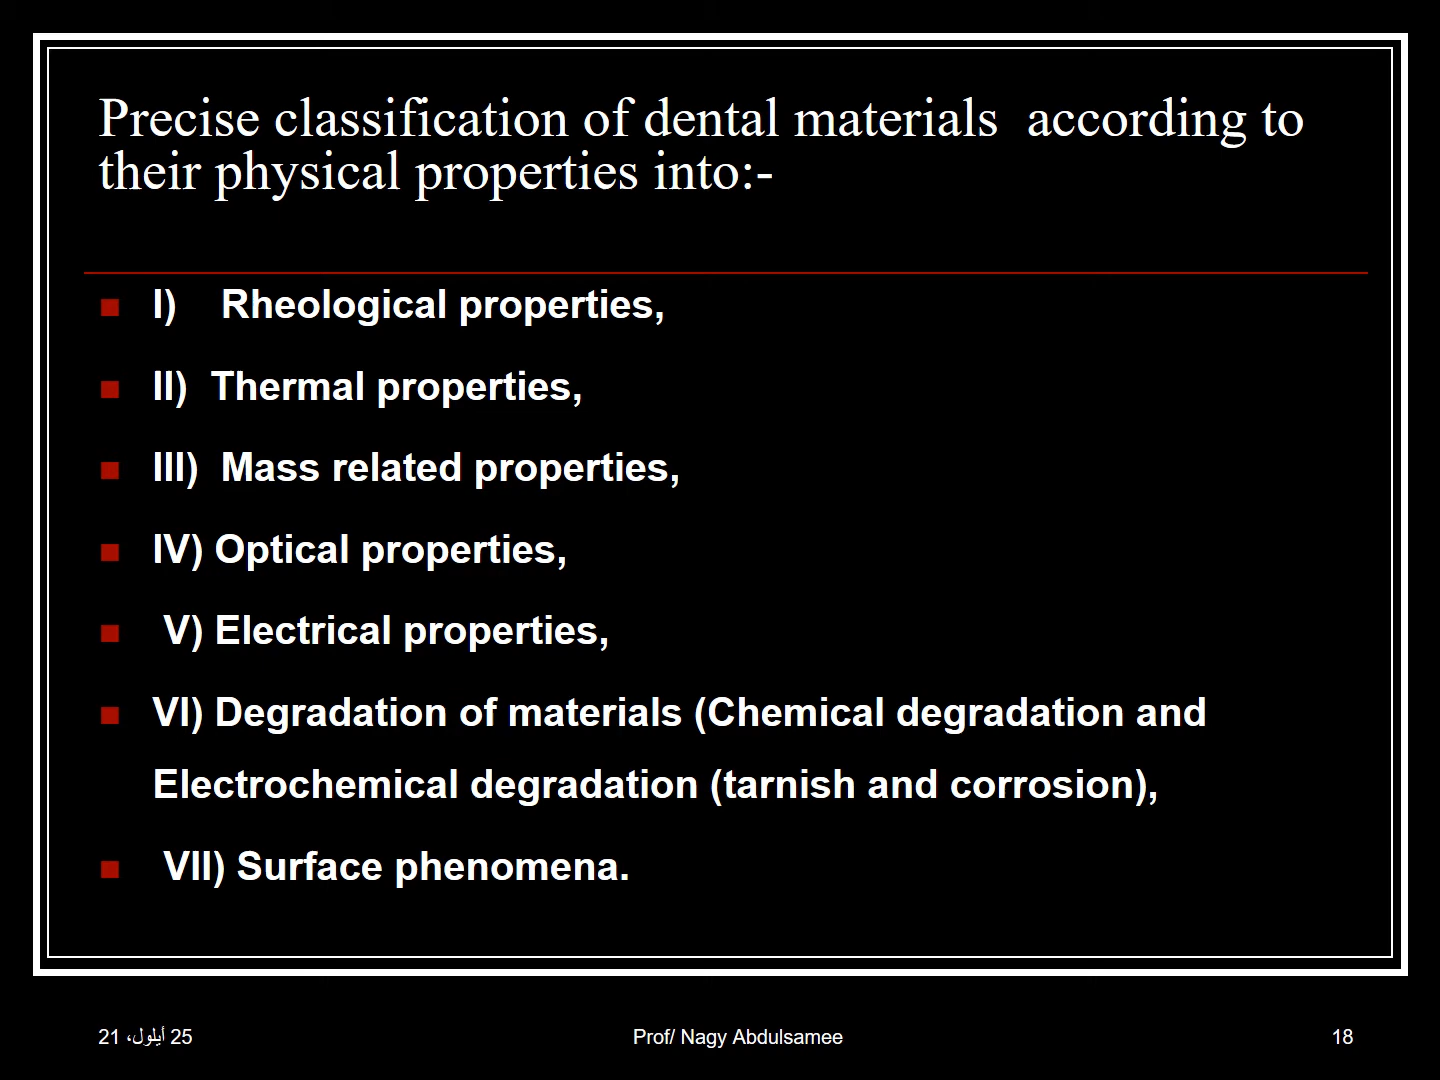 Precise classification of dental materials  according to
their physical properties into:-
I)    Rheological properties,
II)  Thermal properties,
III)  Mass related properties,
IV) Optical properties,
V) Electrical properties,
VI) Degradation of materials (Chemical degradation and
Electrochemical degradation (tarnish and corrosion),
VII) Surface phenomena.
25 أيلول، 21
Prof/ Nagy Abdulsamee
18